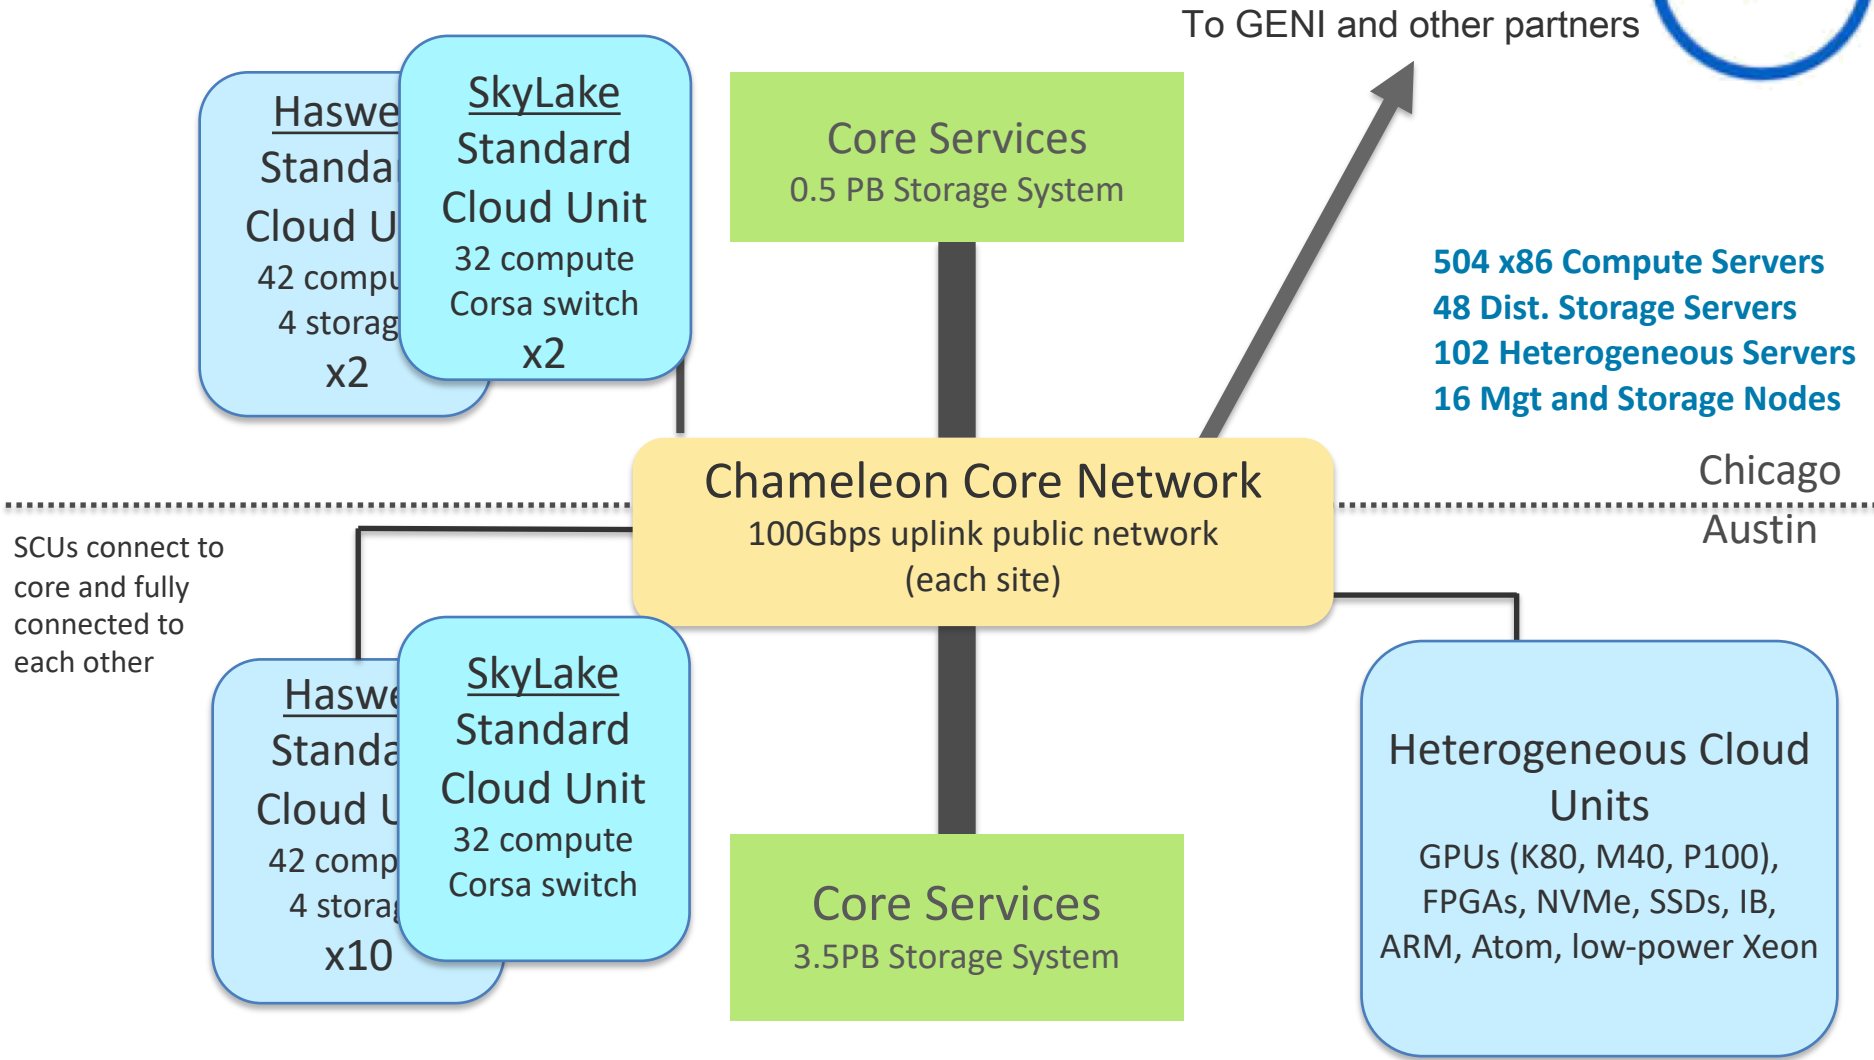 To GENI and other partners
Haswe
Standar
Cloud U
42 compu
4 storag
x2
SkyLake
Standard
Cloud Unit
32 compute
Corsa switch
x2
Core Services
0.5 PB Storage System
504 x86 Compute Servers
48 Dist. Storage Servers
102 Heterogeneous Servers
16 Mgt and Storage Nodes
Chicago
Austin
Chameleon Core Network
100Gbps uplink public network
(each site)
SCUs connect to
core and fully
connected to
each other
Haswe
Standa
Cloud U
42 comp
4 storag
x10
SkyLake
Standard
Cloud Unit
32 compute
Corsa switch
Core Services
3.5PB Storage System
Heterogeneous Cloud
Units
GPUs (K80, M40, P100),
FPGAs, NVMe, SSDs, IB,
ARM, Atom, low-power Xeon